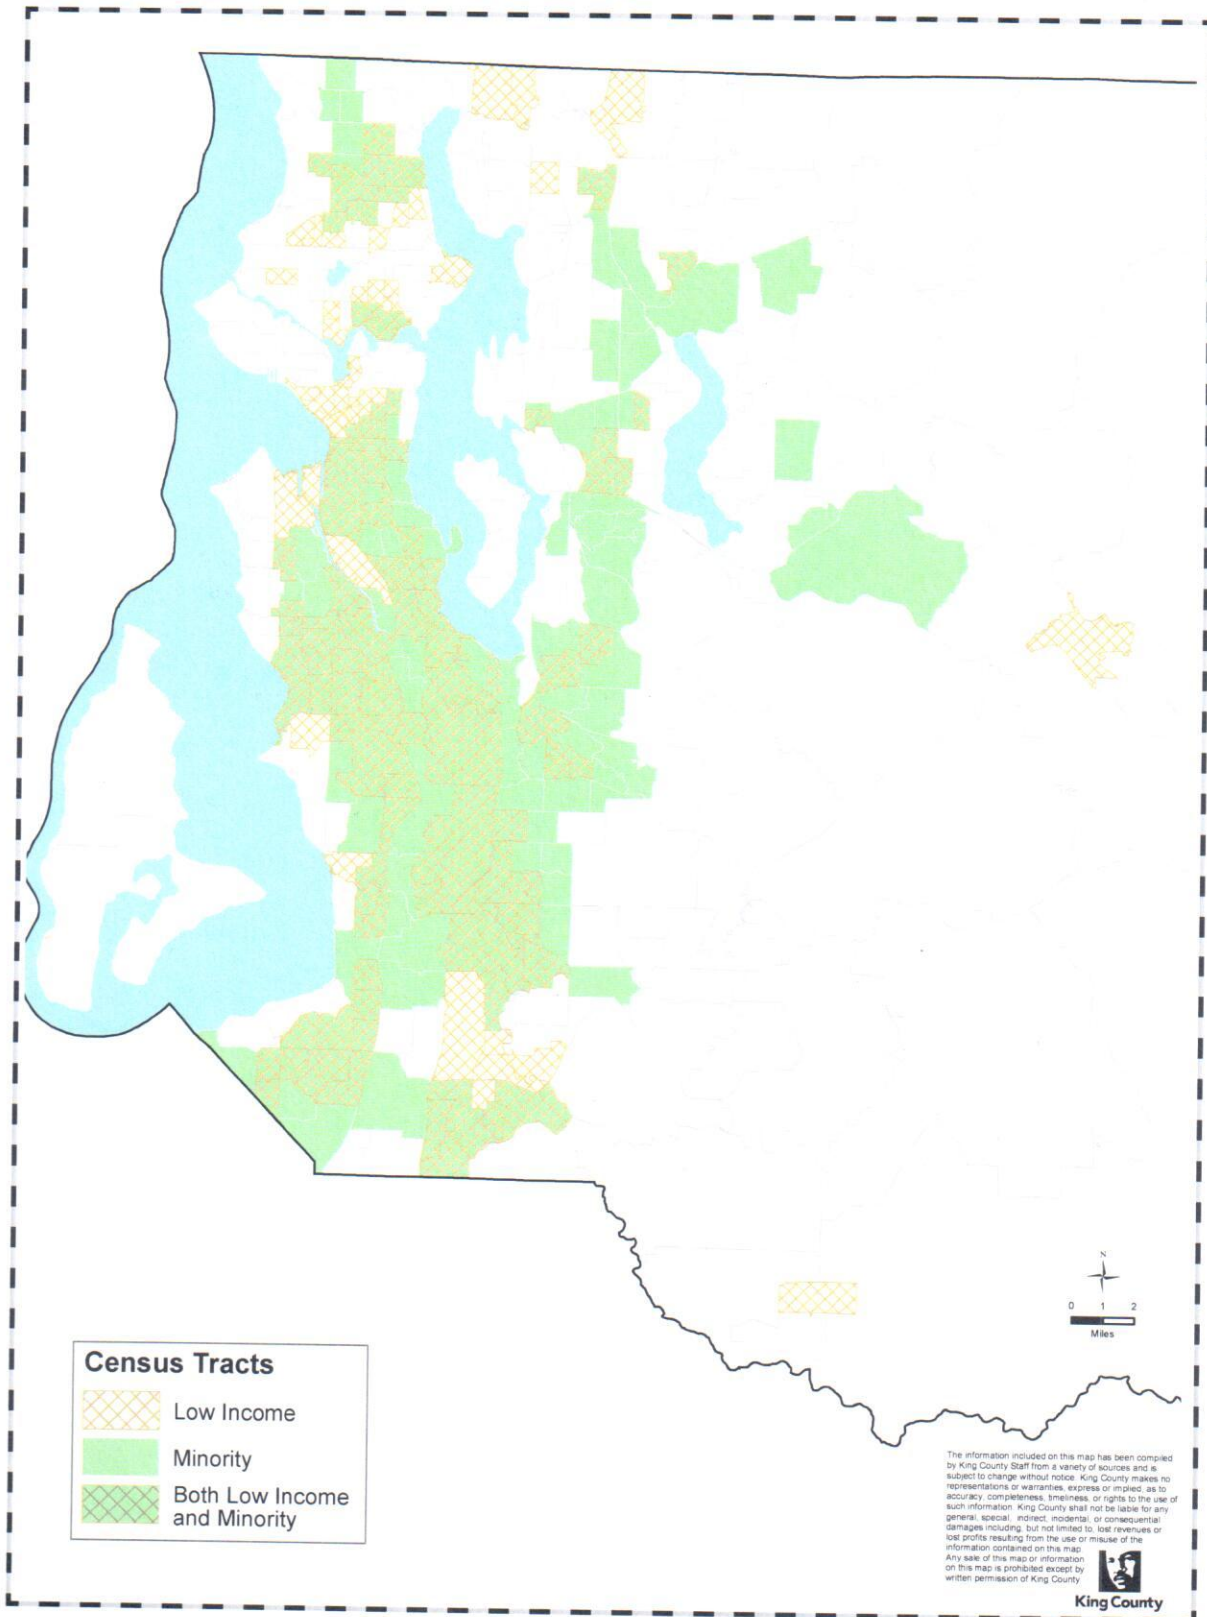 N
0 1 2
Miles
Census Tracts
Low Income
Minority
Both Low Income
and Minority
The information included on this map has been compiled
by King County Staff from a variety of sources and is
subject to change without notice. King County makes no
representations or warranties, express or implied, as to
accuracy, completeness, timeliness, or rights to the use of
such information. King County shall not be liable for any
general, special, indirect, incidental, or consequential
damages including, but not limited to, lost revenues or
lost profits resulting from the use or misuse of the
information contained on this map.
Any sale of this map or information
on this map is prohibited except by
written permission of King County.
King County